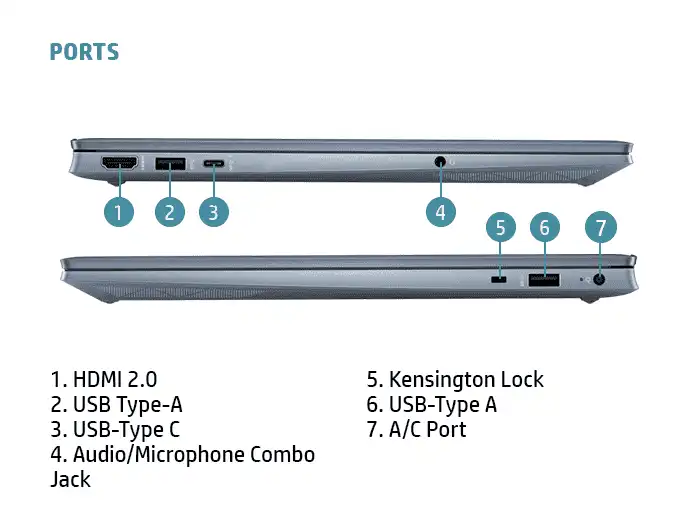 PORTS
1
2
3
4
5
6
7
1. HDMI 2.0
2. USB Type-A
3. USB-Type C
4. Audio/Microphone Combo
Jack
5. Kensington Lock
6. USB-Type A
7. A/C Port